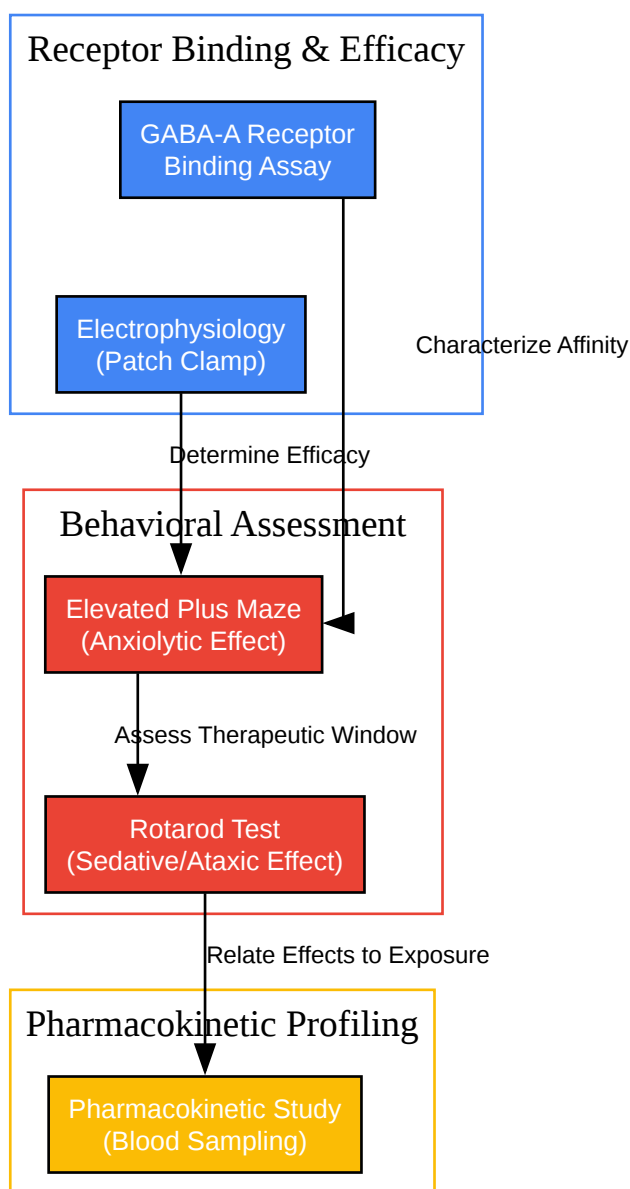 Receptor Binding & Efficacy
GABA-A Receptor
Binding Assay
Electrophysiology
(Patch Clamp)
Characterize Affinity
Determine Efficacy
Behavioral Assessment
Elevated Plus Maze
(Anxiolytic Effect)
Assess Therapeutic Window
Rotarod Test
(Sedative/Ataxic Effect)
Relate Effects to Exposure
Pharmacokinetic Profiling
Pharmacokinetic Study
(Blood Sampling)